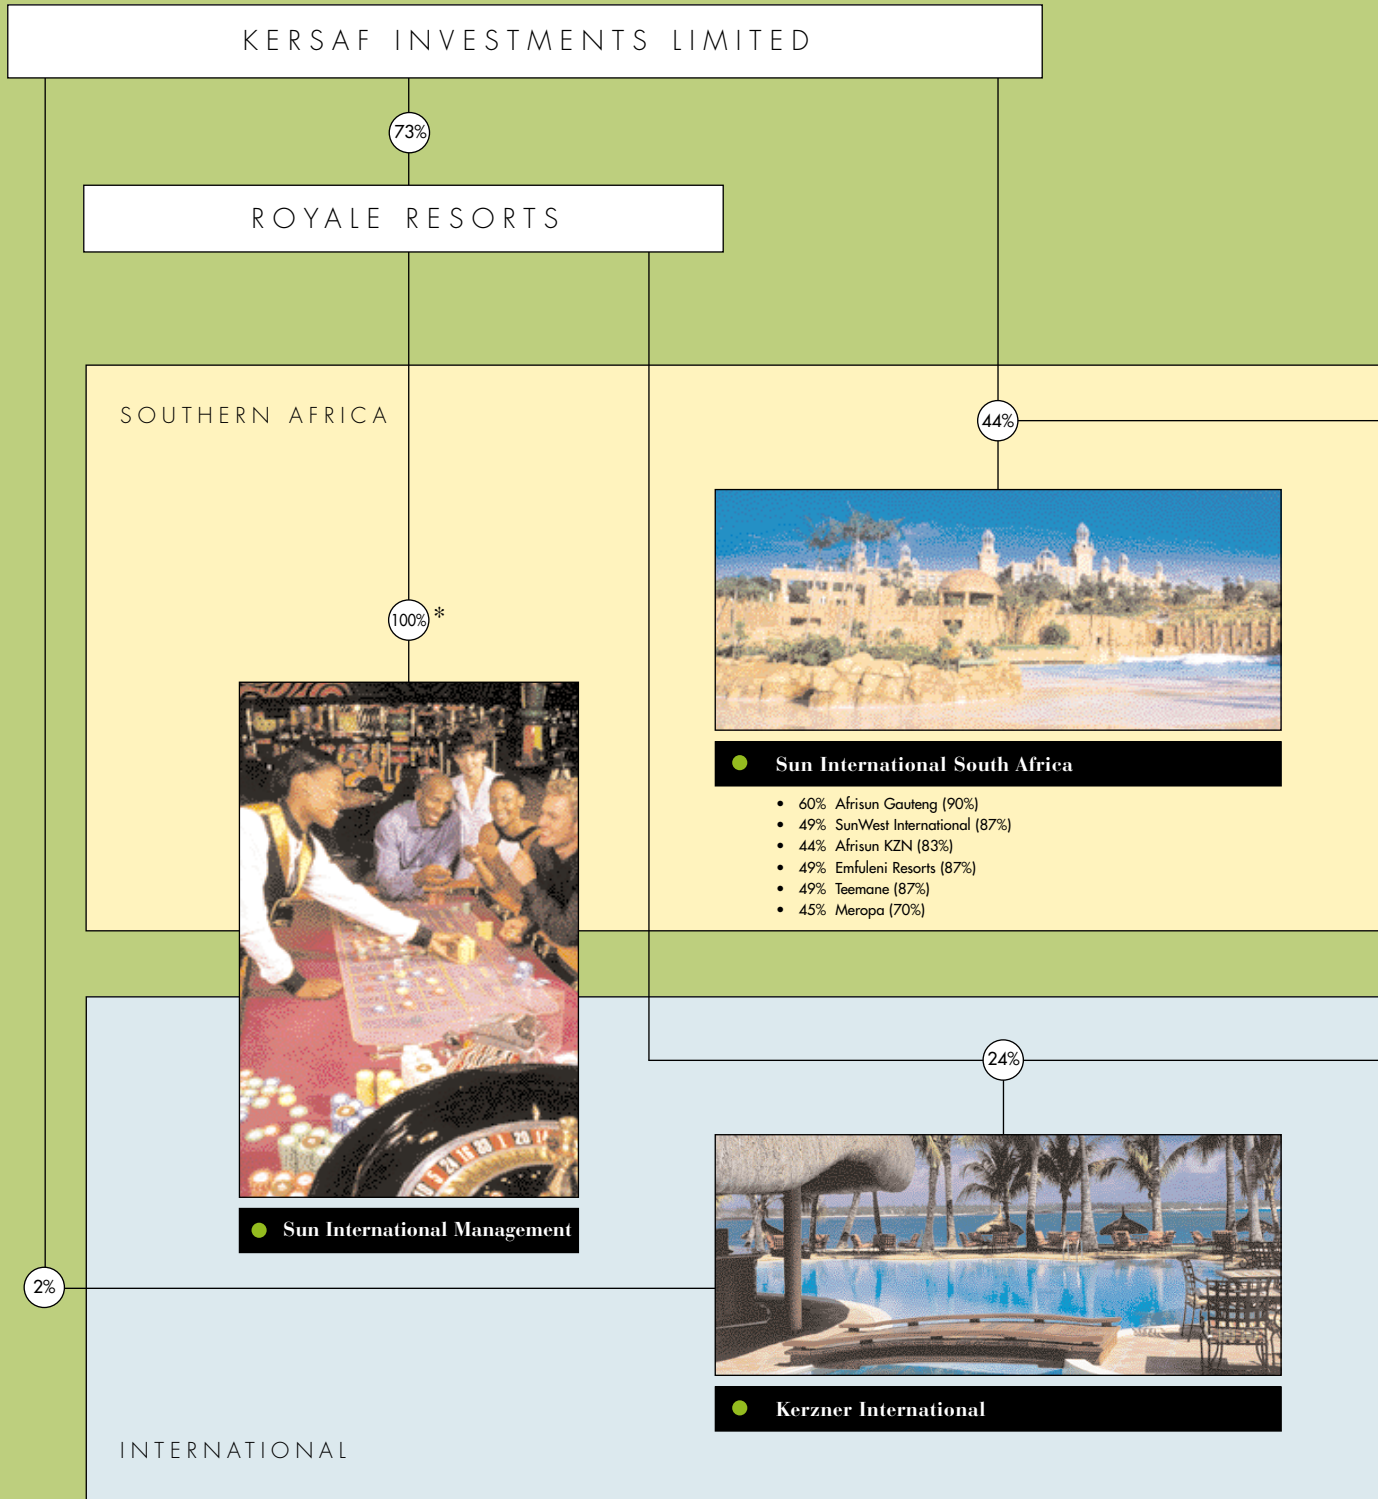 KERSAF INVESTMENTS LIMITED
73%
ROYALE RESORTS
SOUTHERN AFRICA
44%
100% *
Sun International South Africa
• 60% Afrisun Gauteng (90%)
• 49% SunWest International (87%)
• 44% Afrisun KZN (83%)
• 49% Emfuleni Resorts (87%)
• 49% Teemane (87%)
• 45% Meropa (70%)
24%
Sun International Management
2%
Kerzner International
INTERNATIONAL